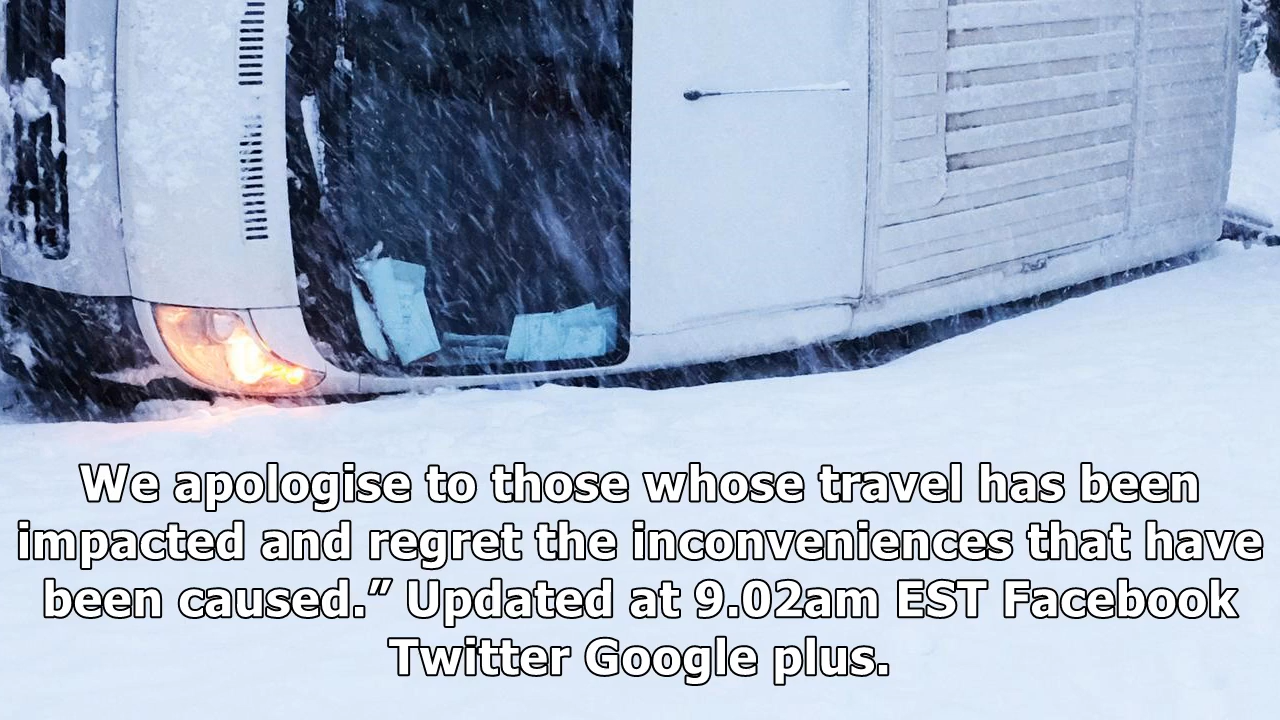 We apologise to those whose travel has been
impacted and regret the inconveniences that have
been caused.” Updated at 9.02am EST Facebook
Twitter Google plus.